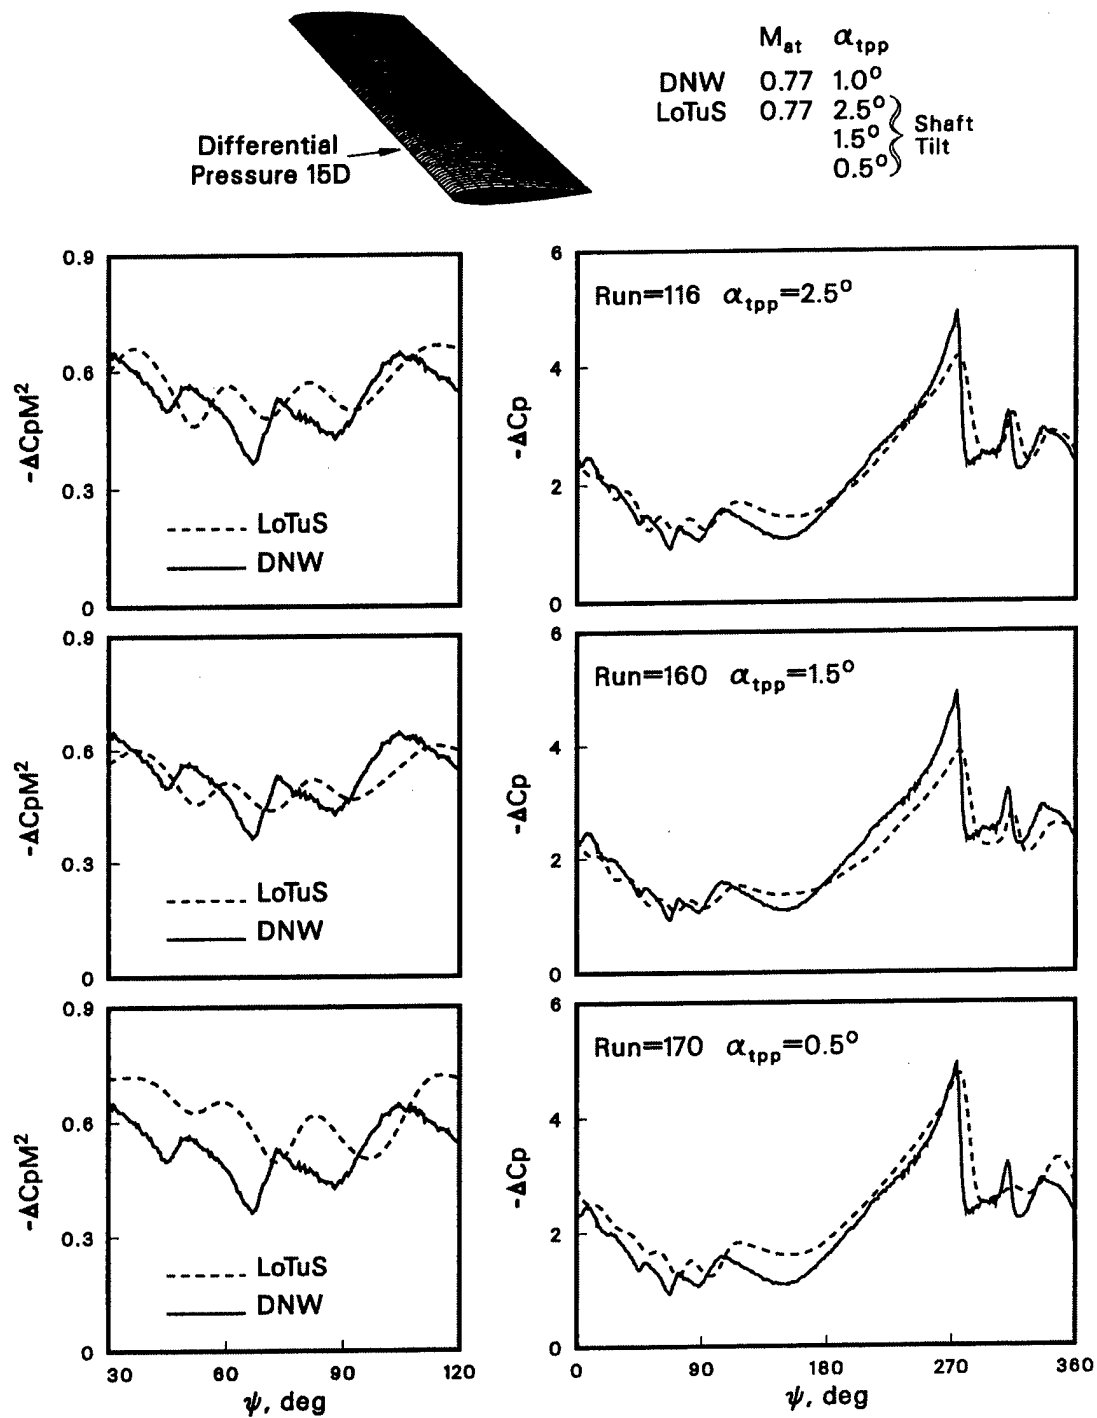 M_at α_tpp
DNW 0.77 1.0°
LoTuS 0.77 2.5°
1.5°
0.5°
Shaft
Tilt
Differential
Pressure 15D
0.9
0.6
0.3
0
-ΔCpM²
LoTuS
DNW
6
4
2
0
-ΔCp
Run=116 α_tpp=2.5°
0.9
0.6
0.3
0
-ΔCpM²
LoTuS
DNW
6
4
2
0
-ΔCp
Run=160 α_tpp=1.5°
0.9
0.6
0.3
0
-ΔCpM²
LoTuS
DNW
30 60 90 120
ψ, deg
6
4
2
0
-ΔCp
Run=170 α_tpp=0.5°
0 90 180 270 360
ψ, deg